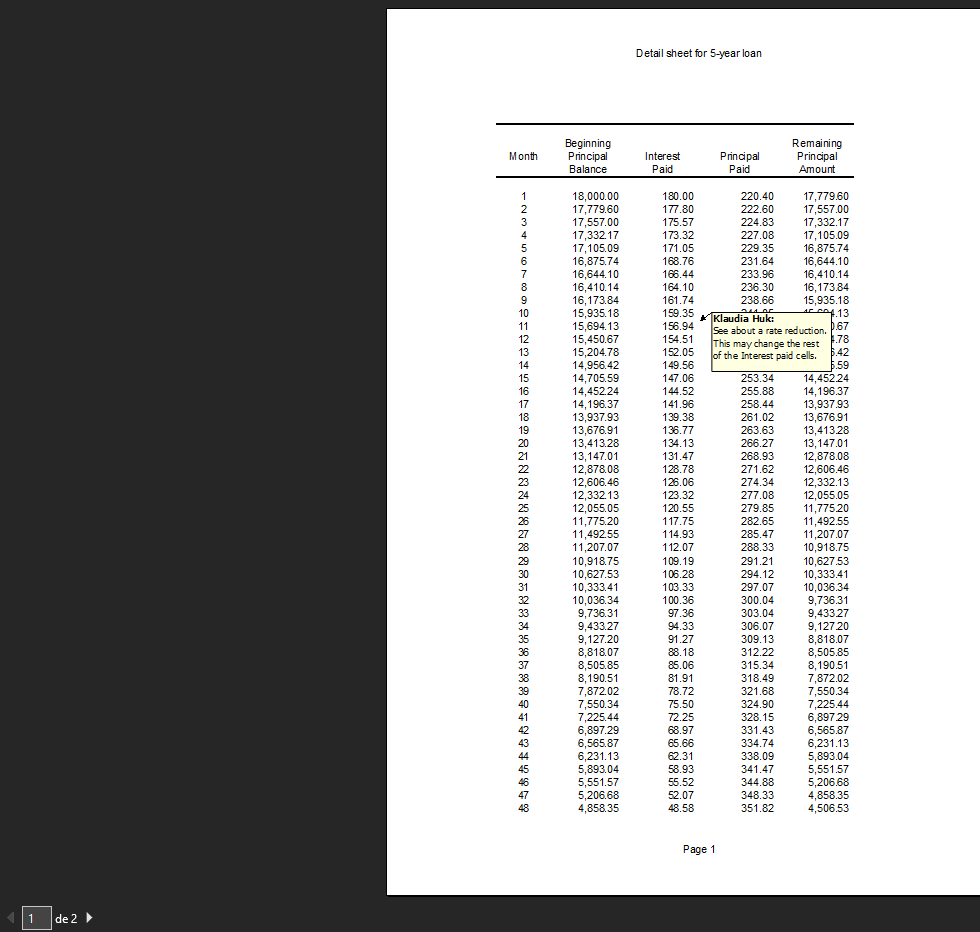 Detail sheet for 5-year loan
Month Beginning Principal Balance Interest Paid Principal Paid Remaining Principal Amount
1 18,000.00 180.00 220.40 17,779.60
2 17,779.60 177.80 222.60 17,557.00
3 17,557.00 175.57 224.83 17,332.17
4 17,332.17 173.32 227.08 17,105.09
5 17,105.09 171.05 229.35 16,875.74
6 16,875.74 168.76 231.64 16,644.10
7 16,644.10 166.44 233.96 16,410.14
8 16,410.14 164.10 236.30 16,173.84
9 16,173.84 161.74 238.66 15,935.18
10 15,935.18 159.35
11 15,694.13 156.94
12 15,450.67 154.51
13 15,204.78 152.05
14 14,956.42 149.56
Klaudia Huk:
See about a rate reduction.
This may change the rest
of the Interest paid cells.
15 14,705.59 147.06 253.34 14,452.24
16 14,452.24 144.52 255.88 14,196.37
17 14,196.37 141.96 258.44 13,937.93
18 13,937.93 139.38 261.02 13,676.91
19 13,676.91 136.77 263.63 13,413.28
20 13,413.28 134.13 266.27 13,147.01
21 13,147.01 131.47 268.93 12,878.08
22 12,878.08 128.78 271.62 12,606.46
23 12,606.46 126.06 274.34 12,332.13
24 12,332.13 123.32 277.08 12,055.05
25 12,055.05 120.55 279.85 11,775.20
26 11,775.20 117.75 282.65 11,492.55
27 11,492.55 114.93 285.47 11,207.07
28 11,207.07 112.07 288.33 10,918.75
29 10,918.75 109.19 291.21 10,627.53
30 10,627.53 106.28 294.12 10,333.41
31 10,333.41 103.33 297.07 10,036.34
32 10,036.34 100.36 300.04 9,736.31
33 9,736.31 97.36 303.04 9,433.27
34 9,433.27 94.33 306.07 9,127.20
35 9,127.20 91.27 309.13 8,818.07
36 8,818.07 88.18 312.22 8,505.85
37 8,505.85 85.06 315.34 8,190.51
38 8,190.51 81.91 318.49 7,872.02
39 7,872.02 78.72 321.68 7,550.34
40 7,550.34 75.50 324.90 7,225.44
41 7,225.44 72.25 328.15 6,897.29
42 6,897.29 68.97 331.43 6,565.87
43 6,565.87 65.66 334.74 6,231.13
44 6,231.13 62.31 338.09 5,893.04
45 5,893.04 58.93 341.47 5,551.57
46 5,551.57 55.52 344.88 5,206.68
47 5,206.68 52.07 348.33 4,858.35
48 4,858.35 48.58 351.82 4,506.53
Page 1
1 de 2